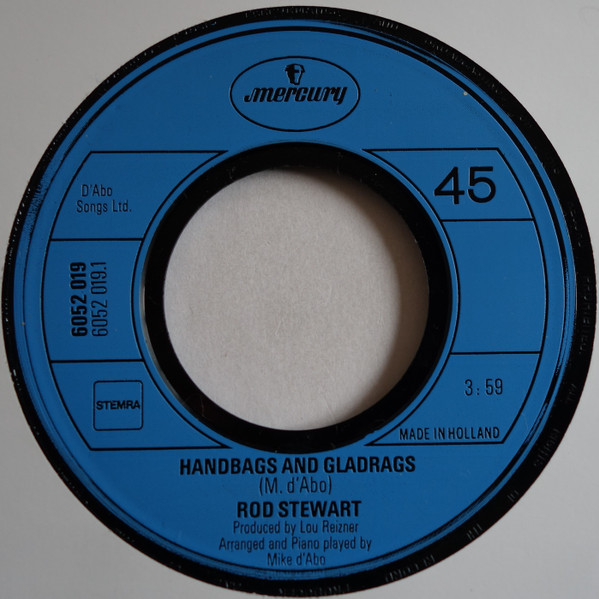 mercury
D'Abo
Songs Ltd.
45
6052 019
6052 019.1
STEMRA
3:59
MADE IN HOLLAND
HANDBAGS AND GLADRAGS
(M. d'Abo)
ROD STEWART
Produced by Lou Reizner
Arranged and Piano played by
Mike d'Abo